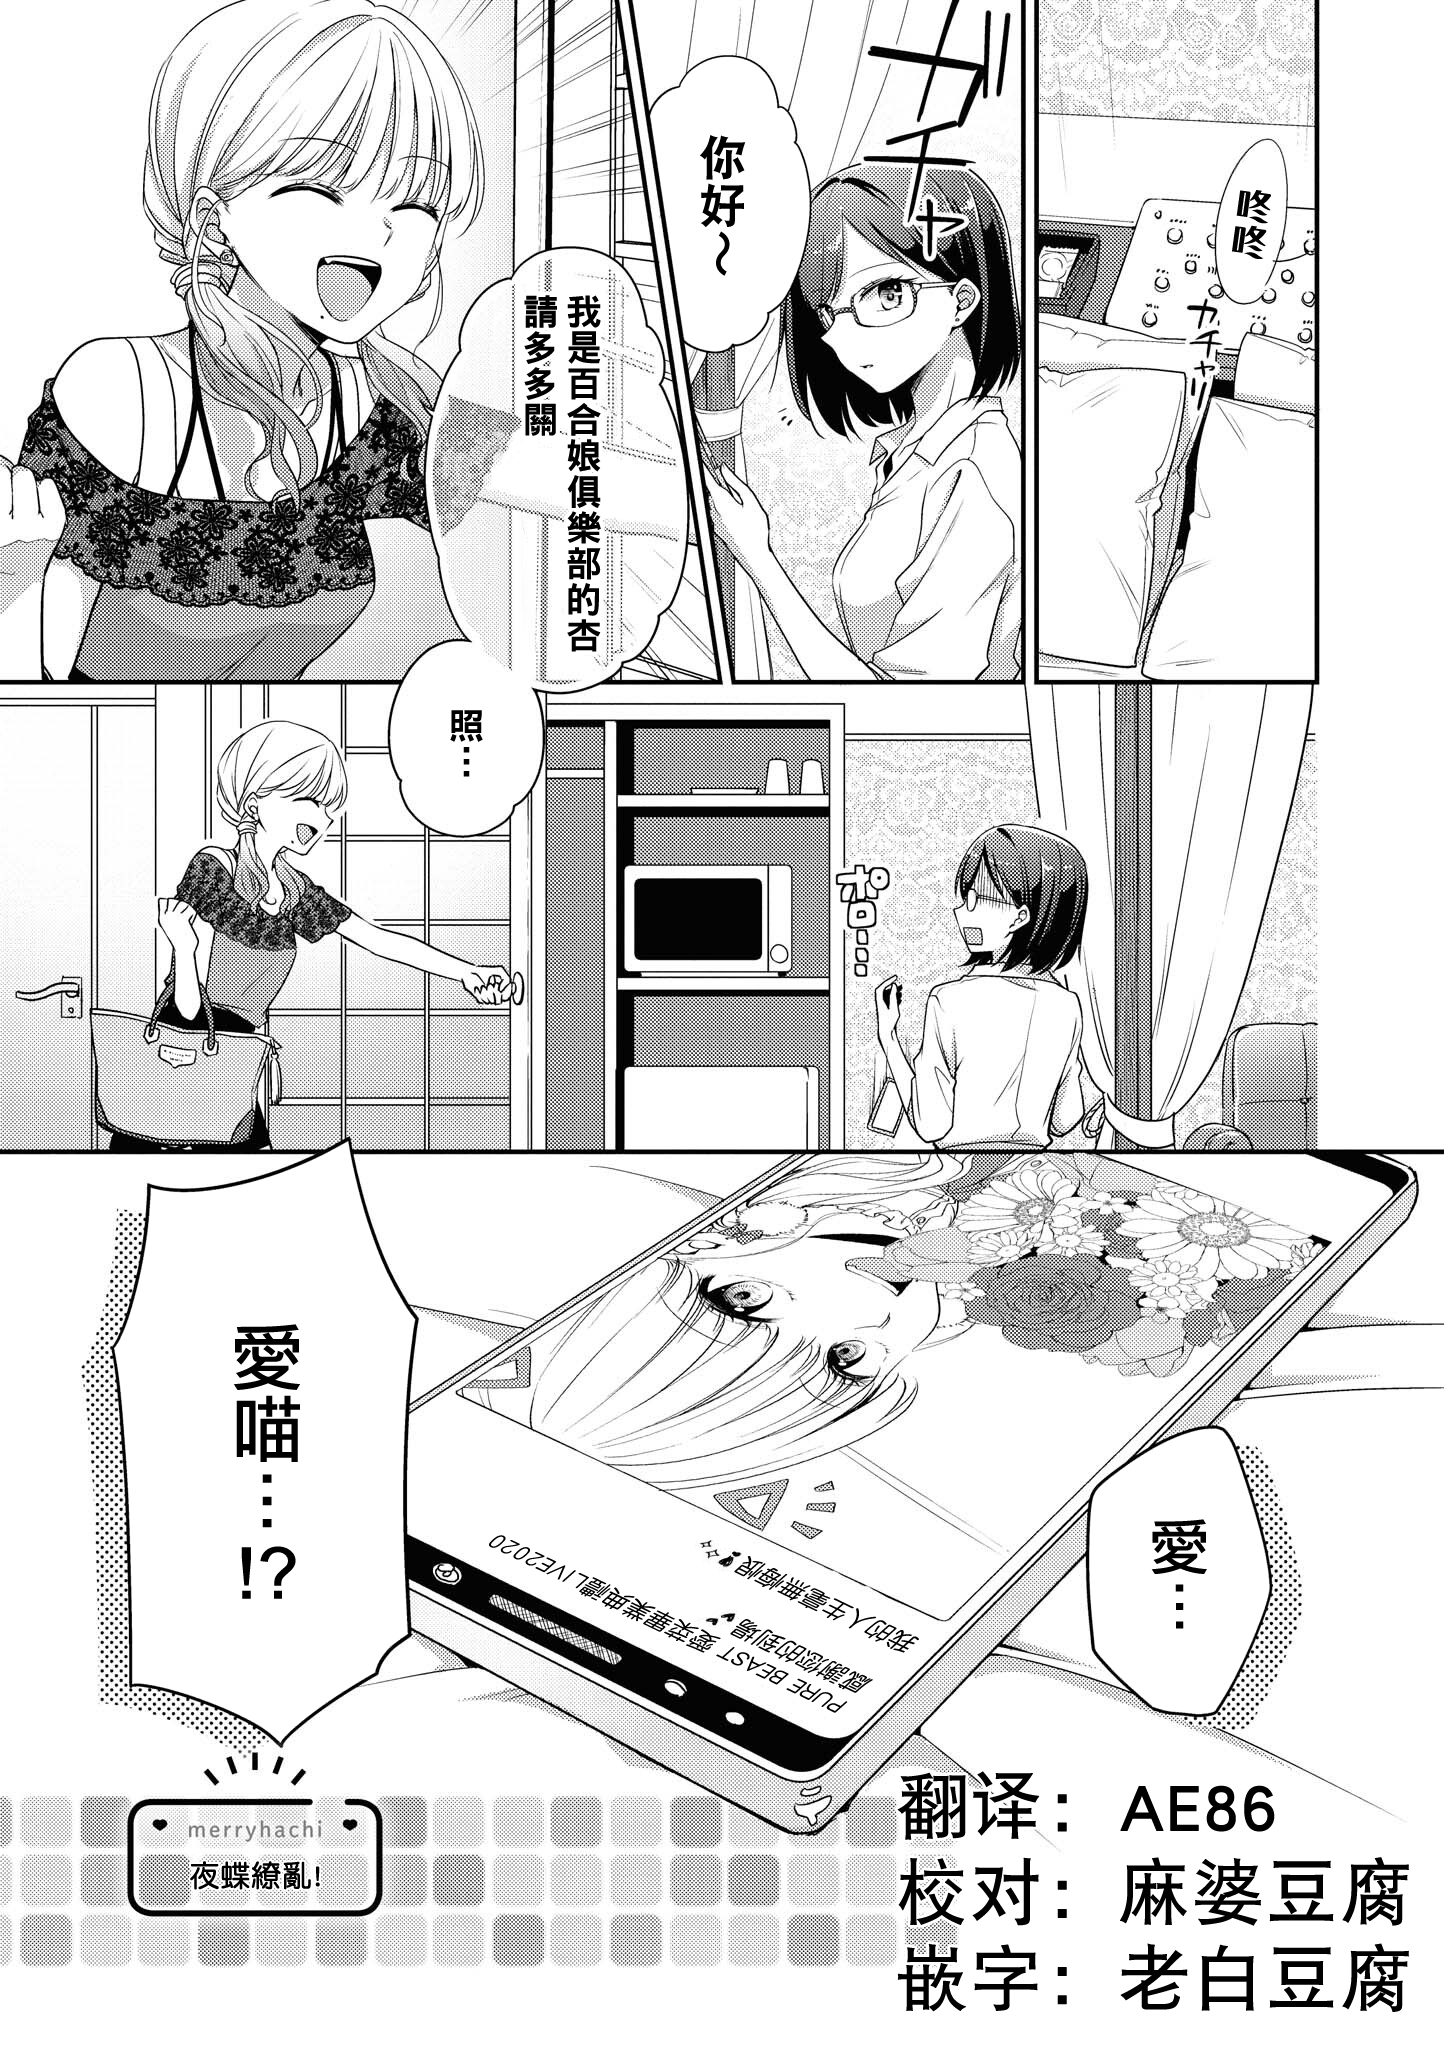 咚咚
カチャッ
ガチャ
你好～
我是百合娘俱樂部的杏
請多多關
照…
ポロ……
愛…
PURE BEAST 愛菜畢業典禮LIVE2020
感謝您的到場
我的人生毫無悔恨
愛喵…!?
merryhachi
夜蝶繚亂!
翻译：AE86
校对：麻婆豆腐
嵌字：老白豆腐